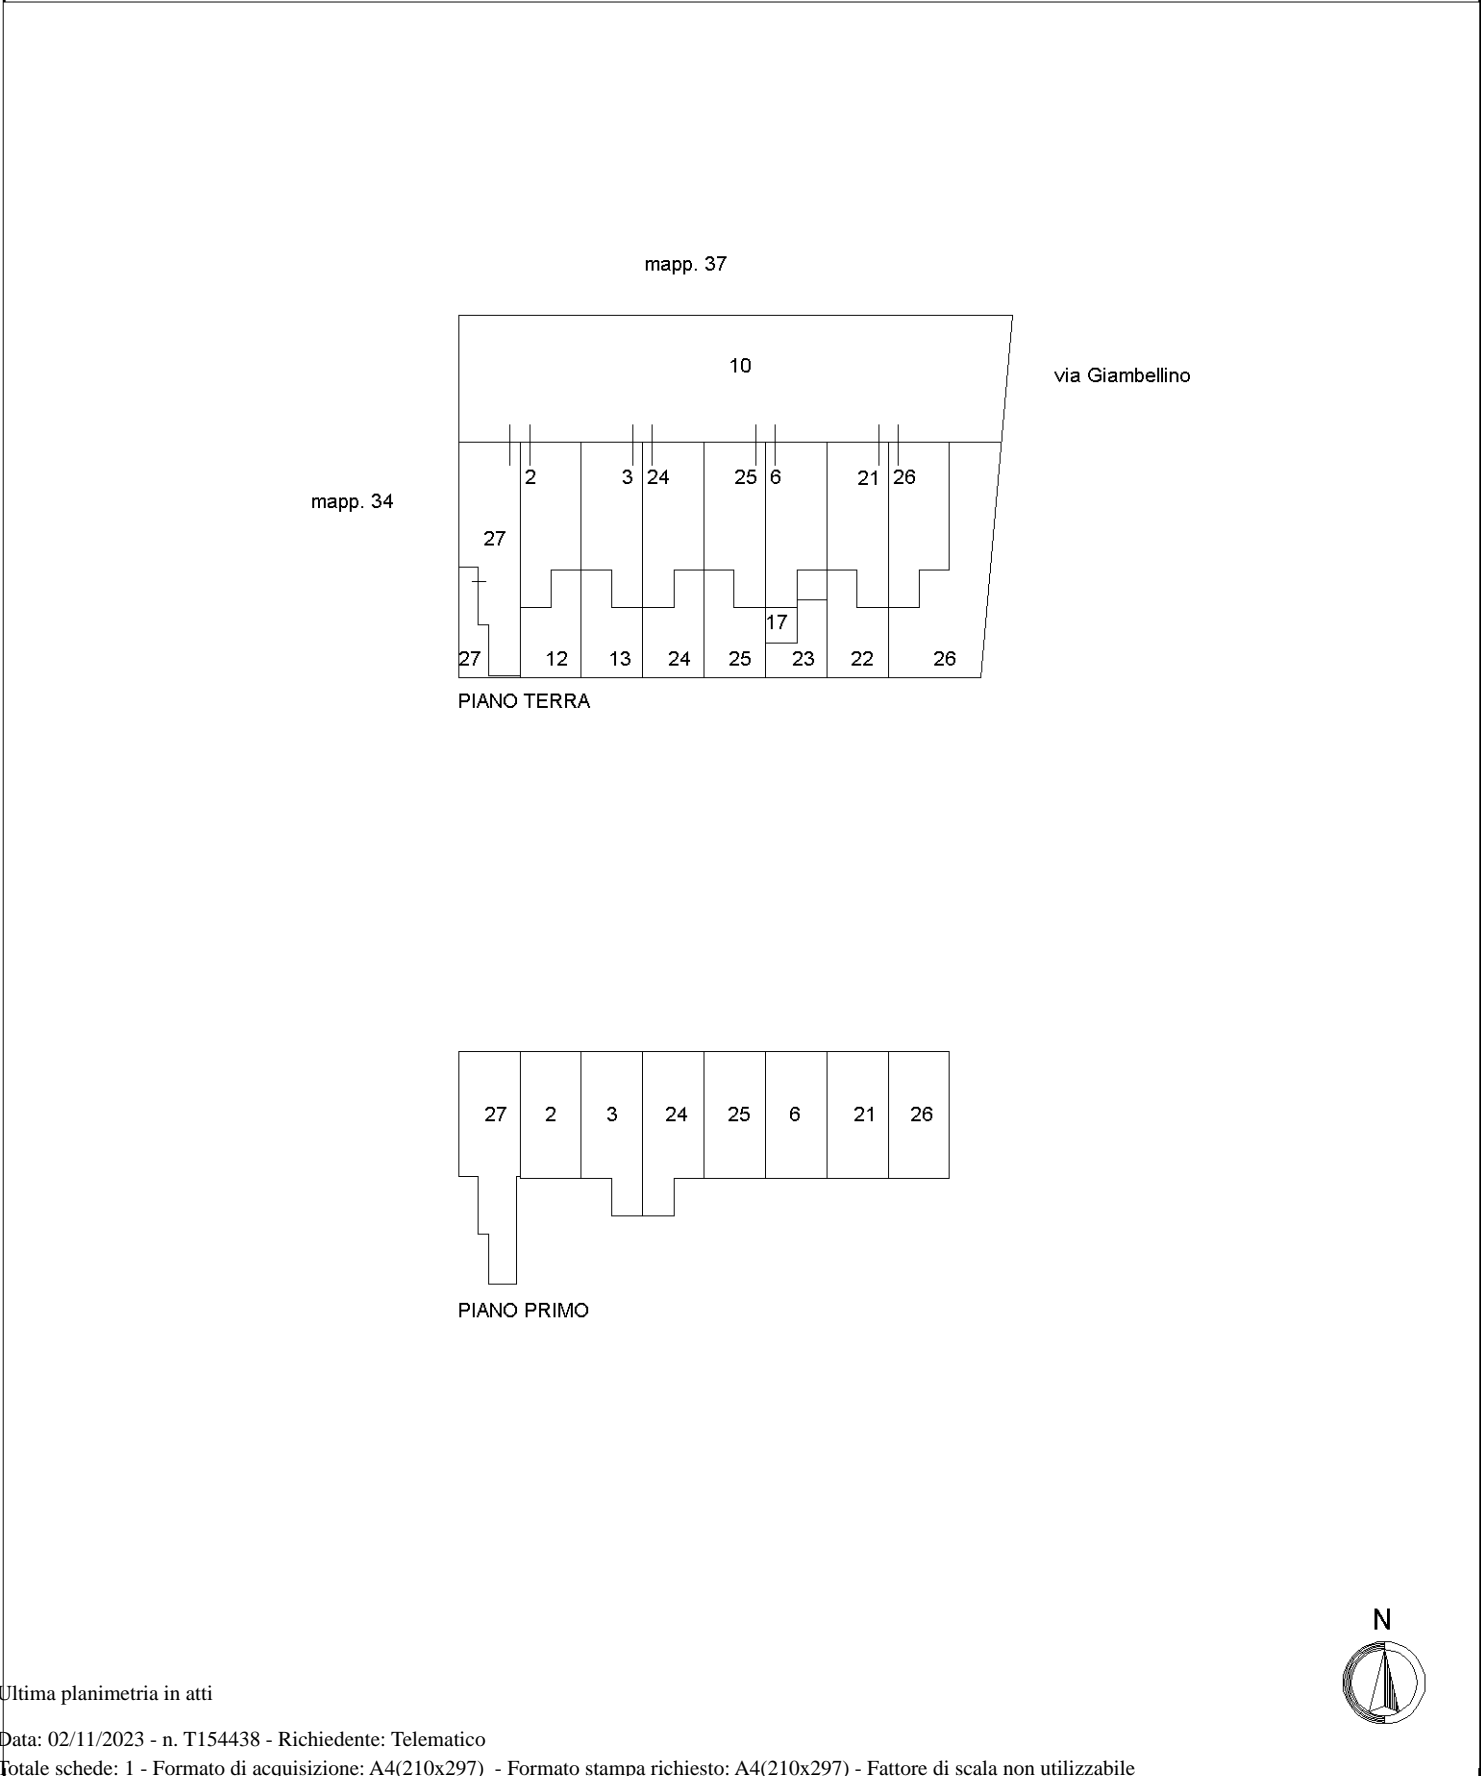 mapp. 37
10
via Giambellino
2 3 24 25 6 21 26
mapp. 34
27
17
27 12 13 24 25 23 22 26
PIANO TERRA
27 2 3 24 25 6 21 26
PIANO PRIMO
N
Ultima planimetria in atti
Data: 02/11/2023 - n. T154438 - Richiedente: Telematico
Totale schede: 1 - Formato di acquisizione: A4(210x297) - Formato stampa richiesto: A4(210x297) - Fattore di scala non utilizzabile